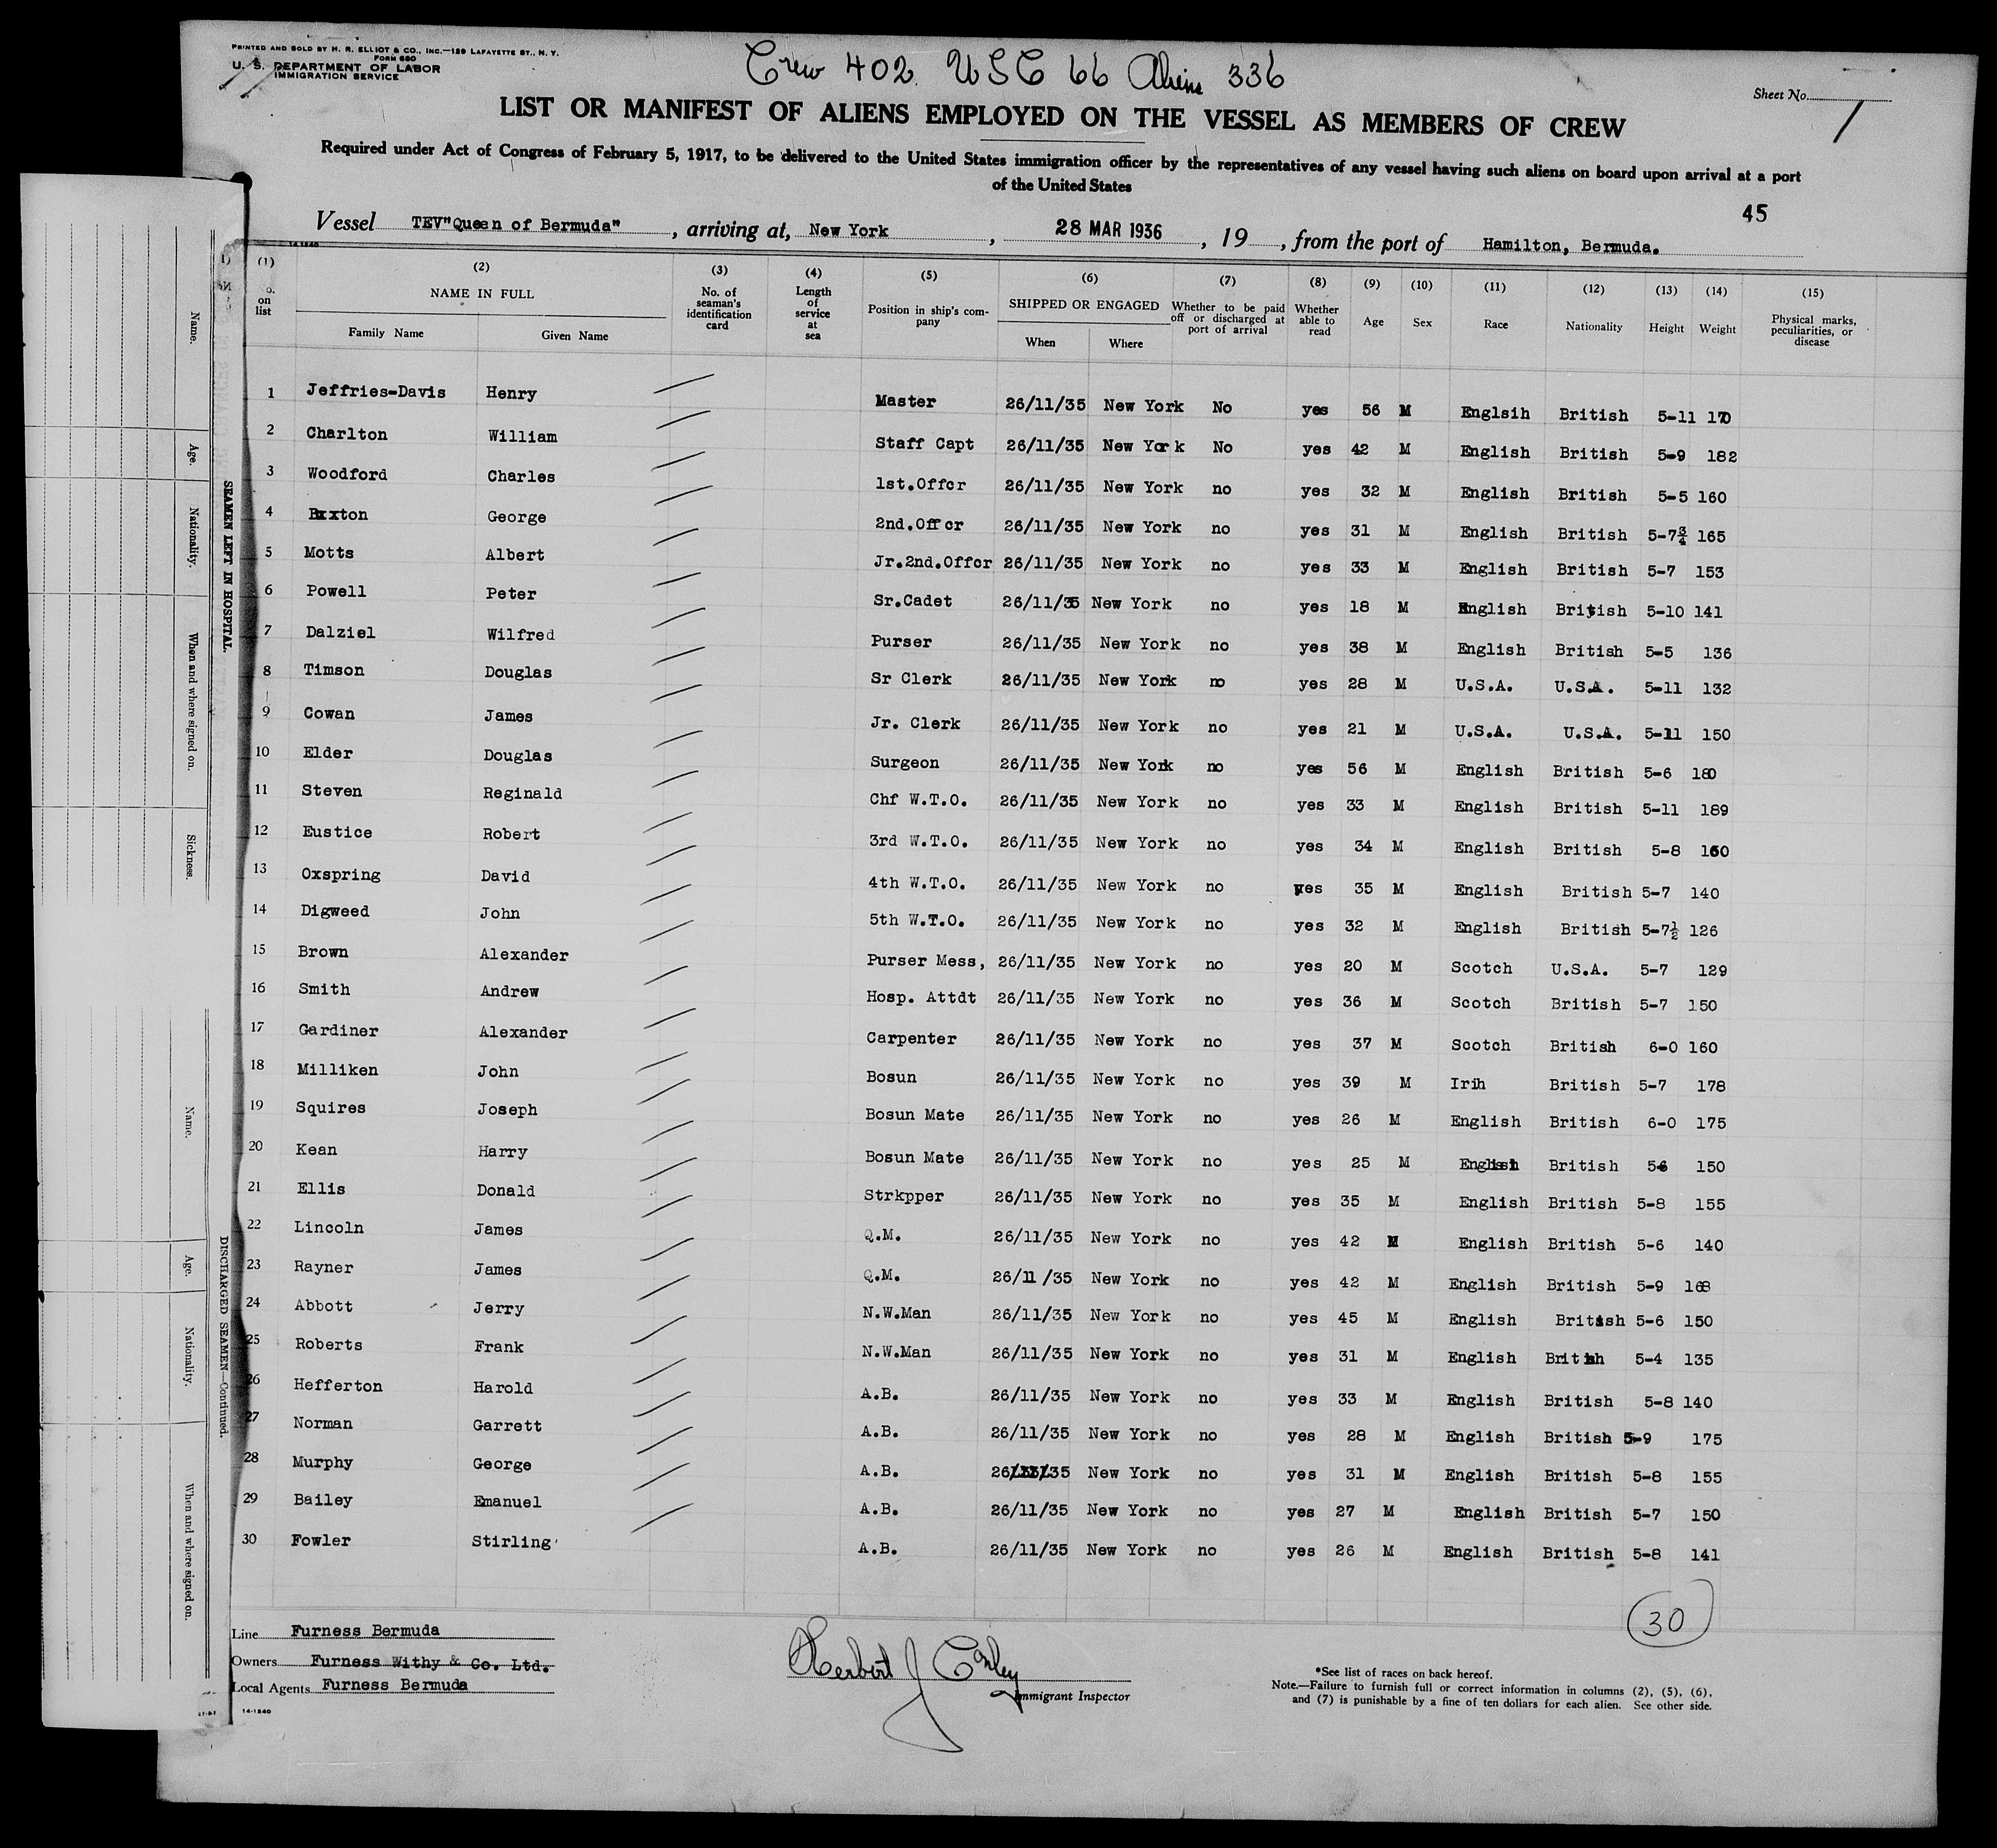 PRINTED AND SOLD BY H. R. ELLIOT & CO., INC.—129 LAFAYETTE ST., N. Y.
FORM 680
U. S. DEPARTMENT OF LABOR
IMMIGRATION SERVICE
Crew 402. USC 66 Aliens 336
Sheet No. 1
LIST OR MANIFEST OF ALIENS EMPLOYED ON THE VESSEL AS MEMBERS OF CREW
Required under Act of Congress of February 5, 1917, to be delivered to the United States immigration officer by the representatives of any vessel having such aliens on board upon arrival at a port
of the United States
45
Vessel TEV"Queen of Bermuda", arriving at, New York, 28 MAR 1936, 19, from the port of Hamilton, Bermuda.
14-1240
(1) (2) (3) (4) (5) (6) (7) (8) (9) (10) (11) (12) (13) (14) (15)
o. on list NAME IN FULL Family Name Given Name No. of seaman's identification card Length of service at sea Position in ship's company SHIPPED OR ENGAGED When Where Whether to be paid off or discharged at port of arrival Whether able to read Age Sex Race Nationality Height Weight Physical marks, peculiarities, or disease
1 Jeffries-Davis Henry Master 26/11/35 New York No yes 56 M Englsih British 5-11 170
2 Charlton William Staff Capt 26/11/35 New York No yes 42 M English British 5-9 182
3 Woodford Charles 1st.Offcr 26/11/35 New York no yes 32 M English British 5-5 160
4 Bxxton George 2nd.Offcr 26/11/35 New York no yes 31 M English British 5-7¾ 165
5 Motts Albert Jr.2nd.Offcr 26/11/35 New York no yes 33 M English British 5-7 153
6 Powell Peter Sr.Cadet 26/11/35 New York no yes 18 M English British 5-10 141
7 Dalziel Wilfred Purser 26/11/35 New York no yes 38 M English British 5-5 136
8 Timson Douglas Sr Clerk 26/11/35 New York no yes 28 M U.S.A. U.S.A. 5-11 132
9 Cowan James Jr. Clerk 26/11/35 New York no yes 21 M U.S.A. U.S.A. 5-11 150
10 Elder Douglas Surgeon 26/11/35 New York no yes 56 M English British 5-6 180
11 Steven Reginald Chf W.T.O. 26/11/35 New York no yes 33 M English British 5-11 189
12 Eustice Robert 3rd W.T.O. 26/11/35 New York no yes 34 M English British 5-8 160
13 Oxspring David 4th W.T.O. 26/11/35 New York no yes 35 M English British 5-7 140
14 Digweed John 5th W.T.O. 26/11/35 New York no yes 32 M English British 5-7½ 126
15 Brown Alexander Purser Mess, 26/11/35 New York no yes 20 M Scotch U.S.A. 5-7 129
16 Smith Andrew Hosp. Attdt 26/11/35 New York no yes 36 M Scotch British 5-7 150
17 Gardiner Alexander Carpenter 26/11/35 New York no yes 37 M Scotch British 6-0 160
18 Milliken John Bosun 26/11/35 New York no yes 39 M Irih British 5-7 178
19 Squires Joseph Bosun Mate 26/11/35 New York no yes 26 M English British 6-0 175
20 Kean Harry Bosun Mate 26/11/35 New York no yes 25 M English British 56 150
21 Ellis Donald Strkpper 26/11/35 New York no yes 35 M English British 5-8 155
22 Lincoln James Q.M. 26/11/35 New York no yes 42 M English British 5-6 140
23 Rayner James Q.M. 26/11 /35 New York no yes 42 M English British 5-9 168
24 Abbott Jerry N.W.Man 26/11/35 New York no yes 45 M English British 5-6 150
25 Roberts Frank N.W.Man 26/11/35 New York no yes 31 M English British 5-4 135
26 Hefferton Harold A.B. 26/11/35 New York no yes 33 M English British 5-8 140
27 Norman Garrett A.B. 26/11/35 New York no yes 28 M English British 5-9 175
28 Murphy George A.B. 26/11/35 New York no yes 31 M English British 5-8 155
29 Bailey Emanuel A.B. 26/11/35 New York no yes 27 M English British 5-7 150
30 Fowler Stirling A.B. 26/11/35 New York no yes 26 M English British 5-8 141
30
Line Furness Bermuda
Owners Furness Withy & Co. Ltd.
Local Agents Furness Bermuda
14-1240
Herbert J Conley
Immigrant Inspector
*See list of races on back hereof.
Note.—Failure to furnish full or correct information in columns (2), (5), (6),
and (7) is punishable by a fine of ten dollars for each alien. See other side.
SEAMEN LEFT IN HOSPITAL.
Name. Age. Nationality. When and where signed on. Sickness.
DISCHARGED SEAMEN—Continued.
Name. Age. Nationality. When and where signed on.